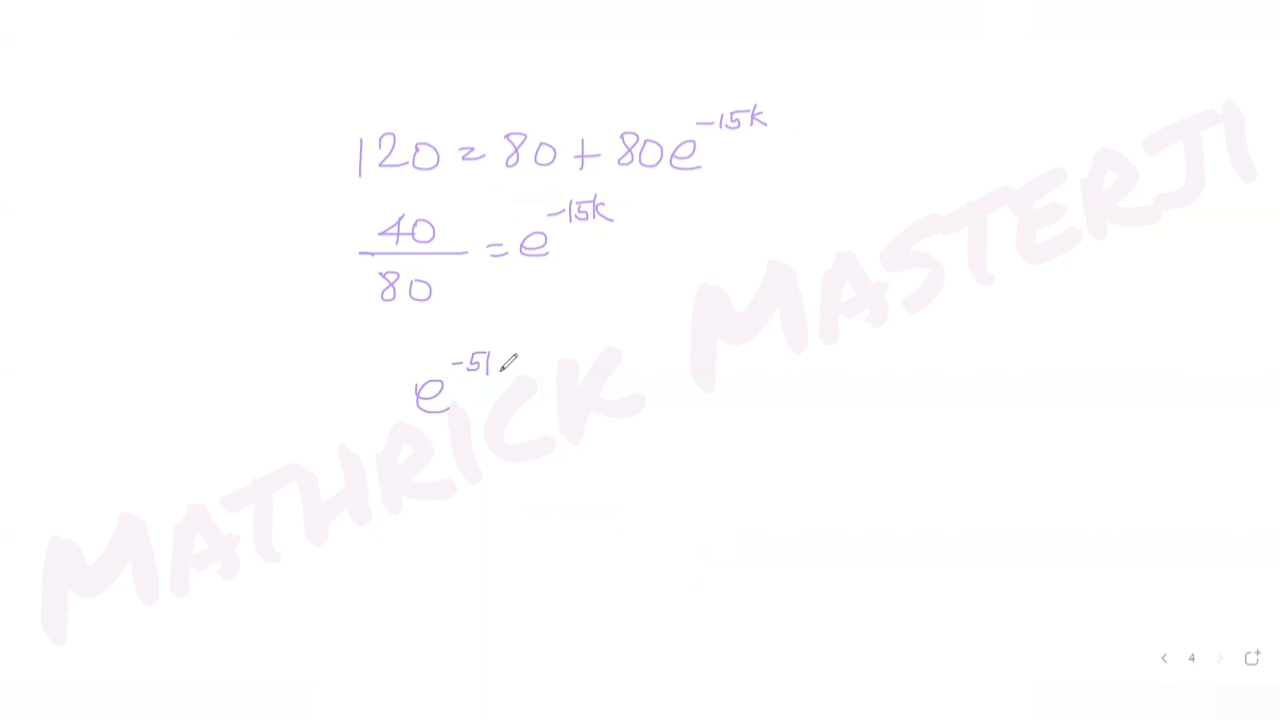 120 = 80 + 80e^{-15k}
40/80 = e^{-15k}
e^{-5|
MATHRICK MASTERJI
< 4 >